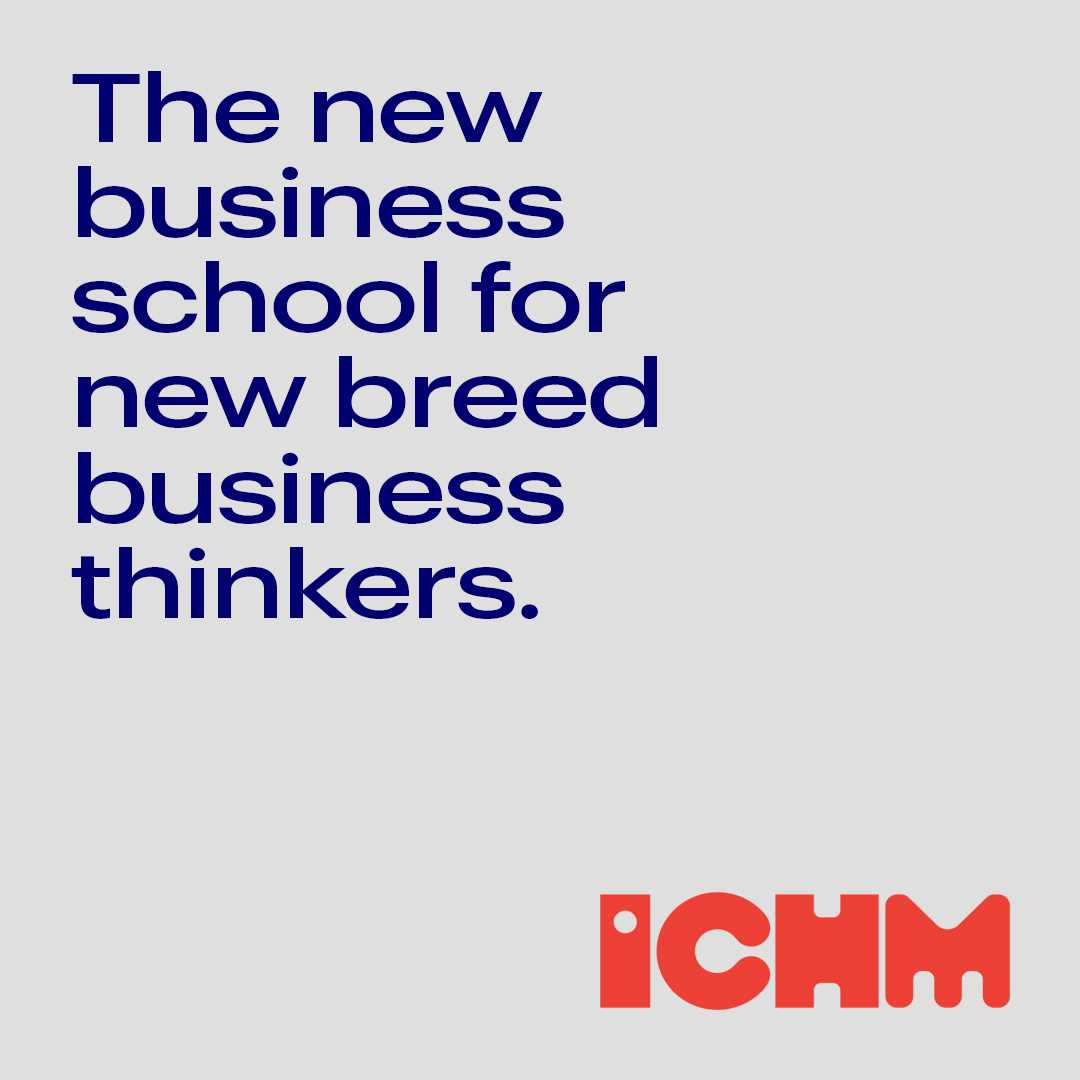 The new
business
school for
new breed
business
thinkers.
iCHM